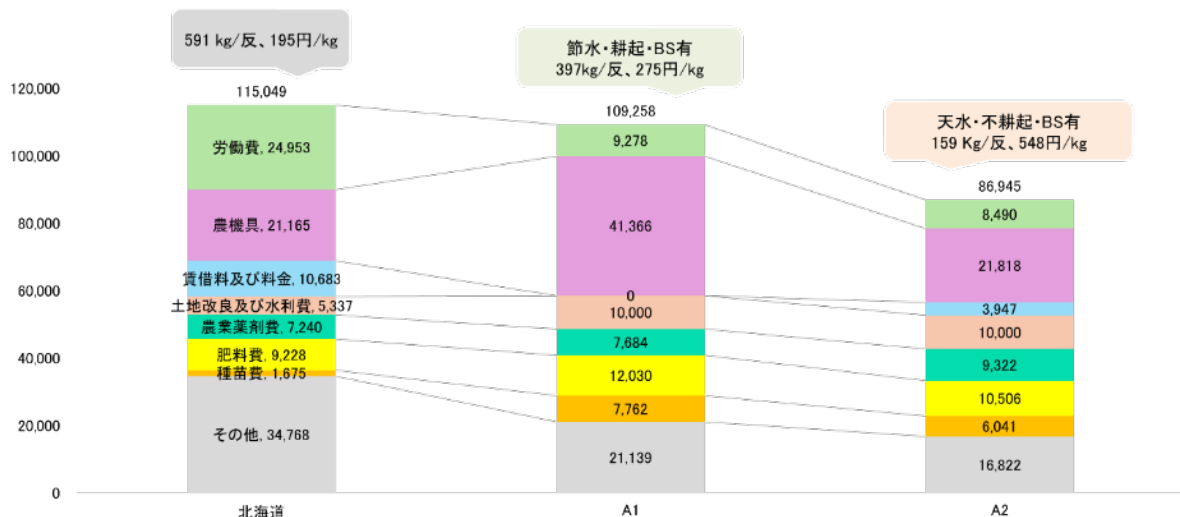 591 kg/反、195円/kg
節水・耕起・BS有
397kg/反、275円/kg
天水・不耕起・BS有
159 Kg/反、548円/kg
120,000
100,000
80,000
60,000
40,000
20,000
0
115,049
労働費, 24,953
農機具, 21,165
賃借料及び料金, 10,683
土地改良及び水利費, 5,337
農業薬剤費, 7,240
肥料費, 9,228
種苗費, 1,675
その他, 34,768
北海道
109,258
9,278
41,366
0
10,000
7,684
12,030
7,762
21,139
A1
86,945
8,490
21,818
3,947
10,000
9,322
10,506
6,041
16,822
A2